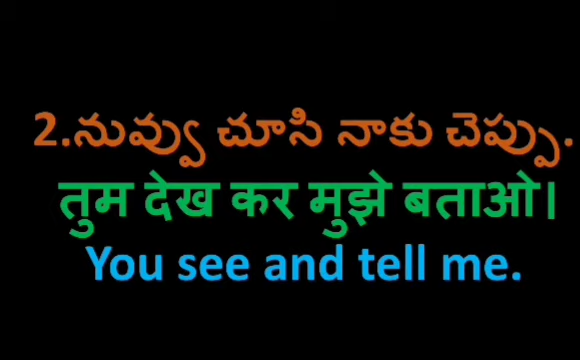 2.నువ్వు చూసి నాకు చెప్పు.
तुम देख कर मुझे बताओ।
You see and tell me.